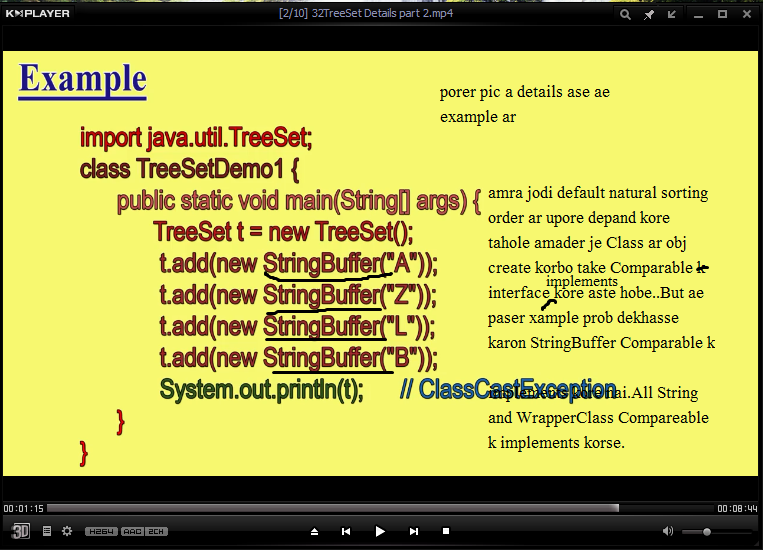 K-MPLAYER
[2/10] 32TreeSet Details part 2.mp4
Example
porer pic a details ase ae
example ar
import java.util.TreeSet;
class TreeSetDemo1 {
public static void main(String[] args) {
TreeSet t = new TreeSet();
t.add(new StringBuffer("A"));
t.add(new StringBuffer("Z"));
t.add(new StringBuffer("L"));
t.add(new StringBuffer("B"));
System.out.println(t); // ClassCastException
}
}
amra jodi default natural sorting
order ar upore depand kore
tahole amader je Class ar obj
create korbo take Comparable k
implements
interface kore aste hobe..But ae
paser xample prob dekhasse
karon StringBuffer Comparable k
implements kore nai.All String
and WrapperClass Compareable
k implements korse.
00:01:15
00:08:44
3D
H264 AAC 2CH